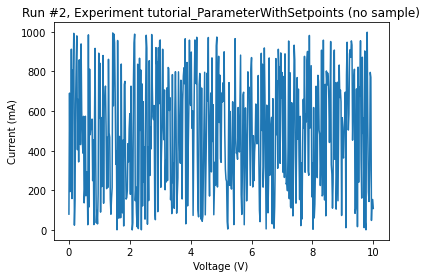 Run #2, Experiment tutorial_ParameterWithSetpoints (no sample)
1000
800
600
400
200
0
Current (mA)
0 2 4 6 8 10
Voltage (V)